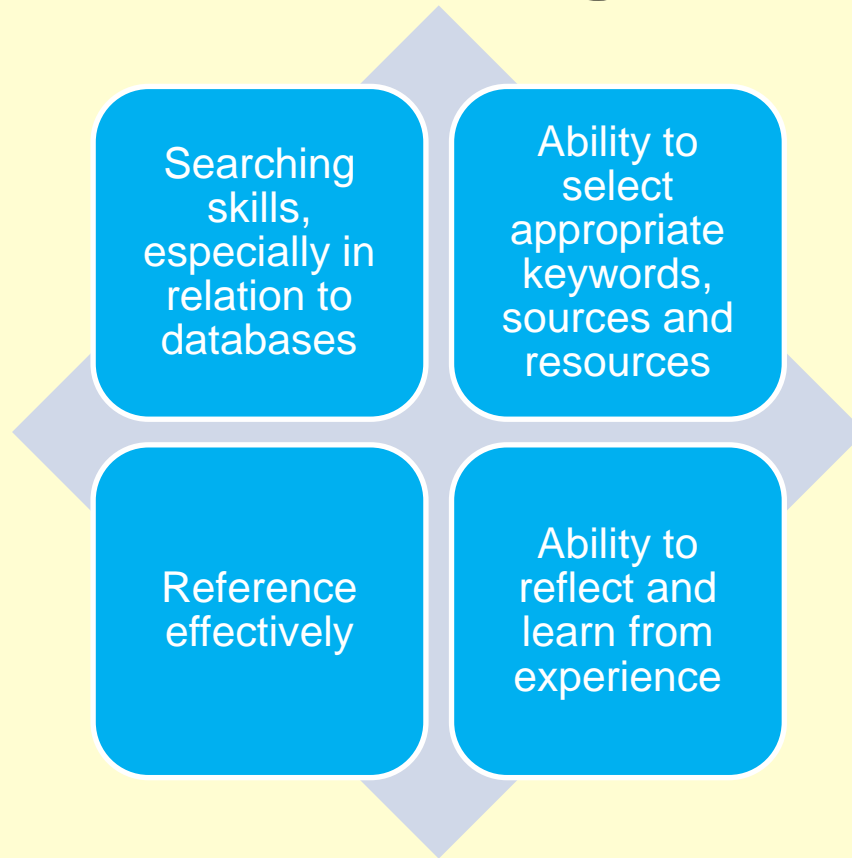 Searching
skills,
especially in
relation to
databases
Ability to
select
appropriate
keywords,
sources and
resources
Reference
effectively
Ability to
reflect and
learn from
experience